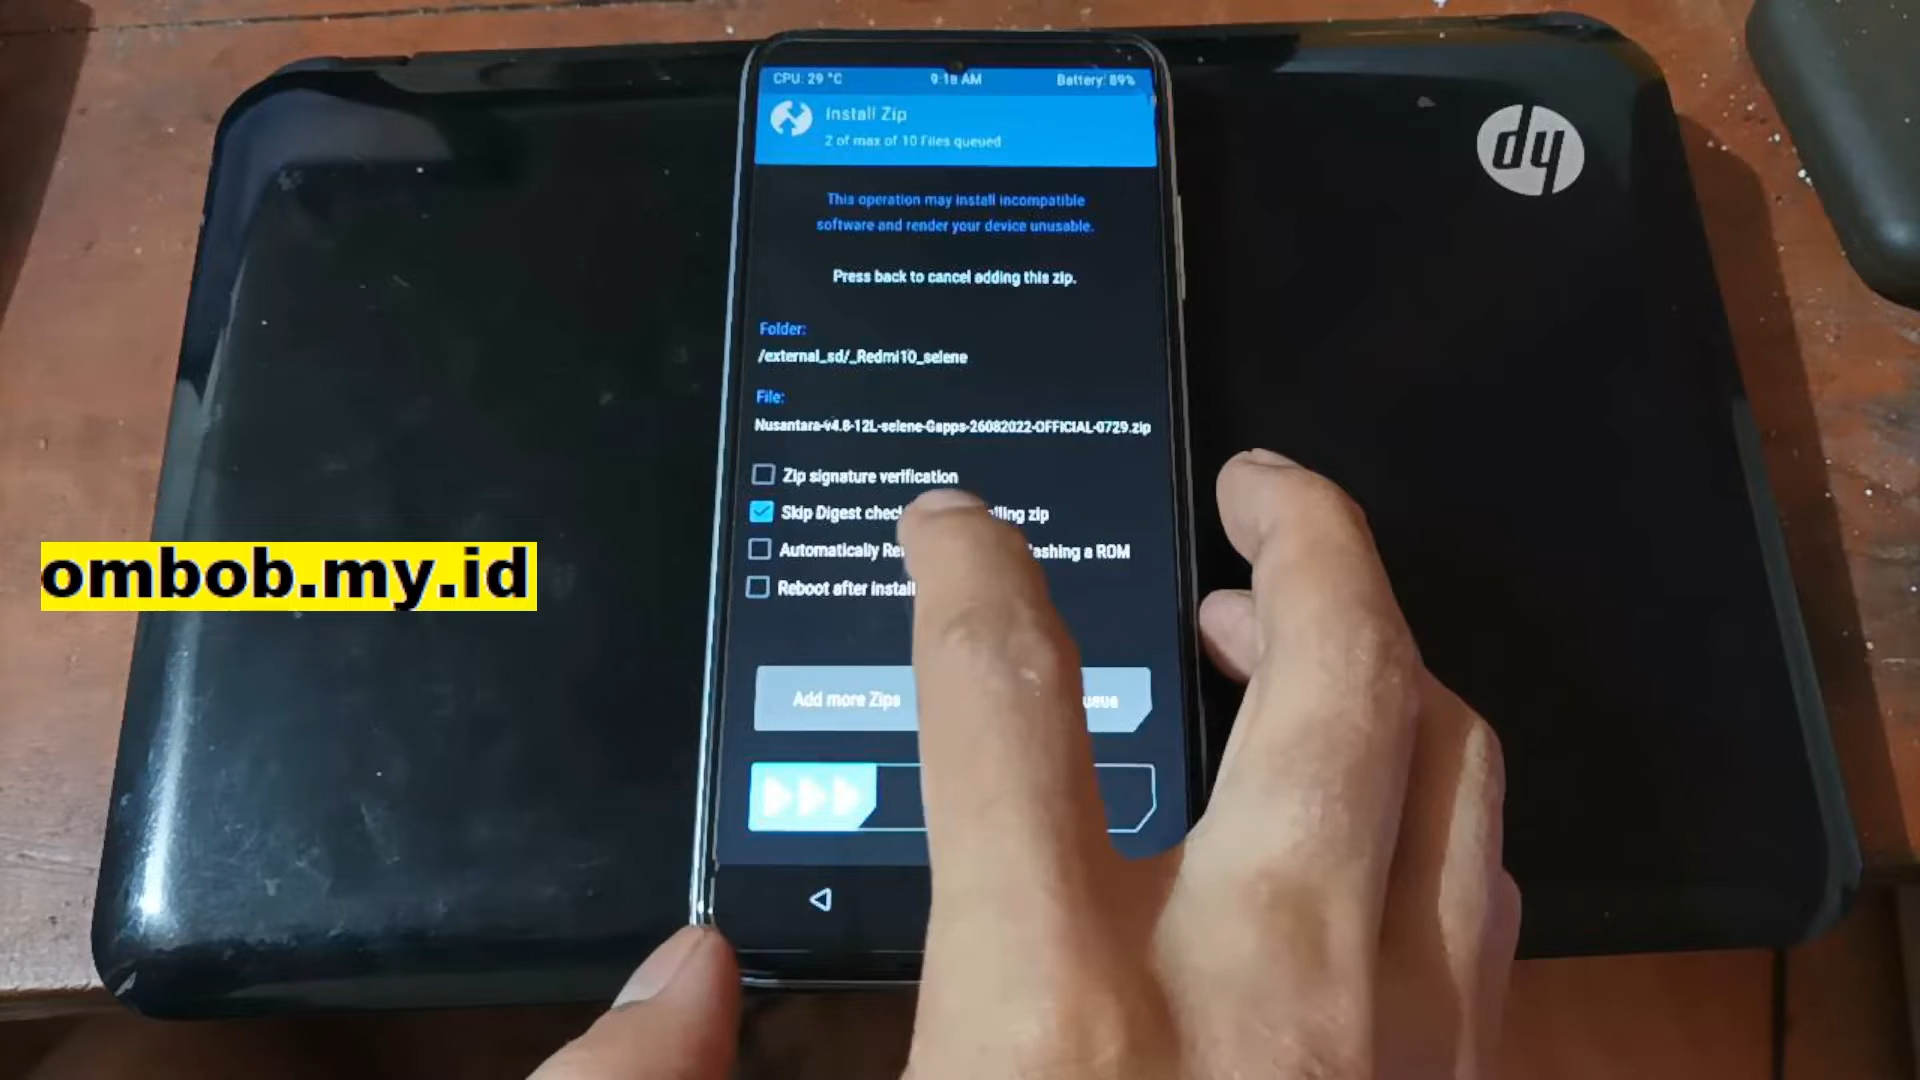 CPU: 29 °C 9:18 AM Battery: 89%
Install Zip
2 of max of 10 Files queued
This operation may install incompatible
software and render your device unusable.
Press back to cancel adding this zip.
Folder:
/external_sd/_Redmi10_selene
File:
Nusantara-v4.8-12L-selene-Gapps-26082022-OFFICIAL-0729.zip
Zip signature verification
Skip Digest zip
Automatically a ROM
Reboot after
Add more Zips
hp
ombob.my.id